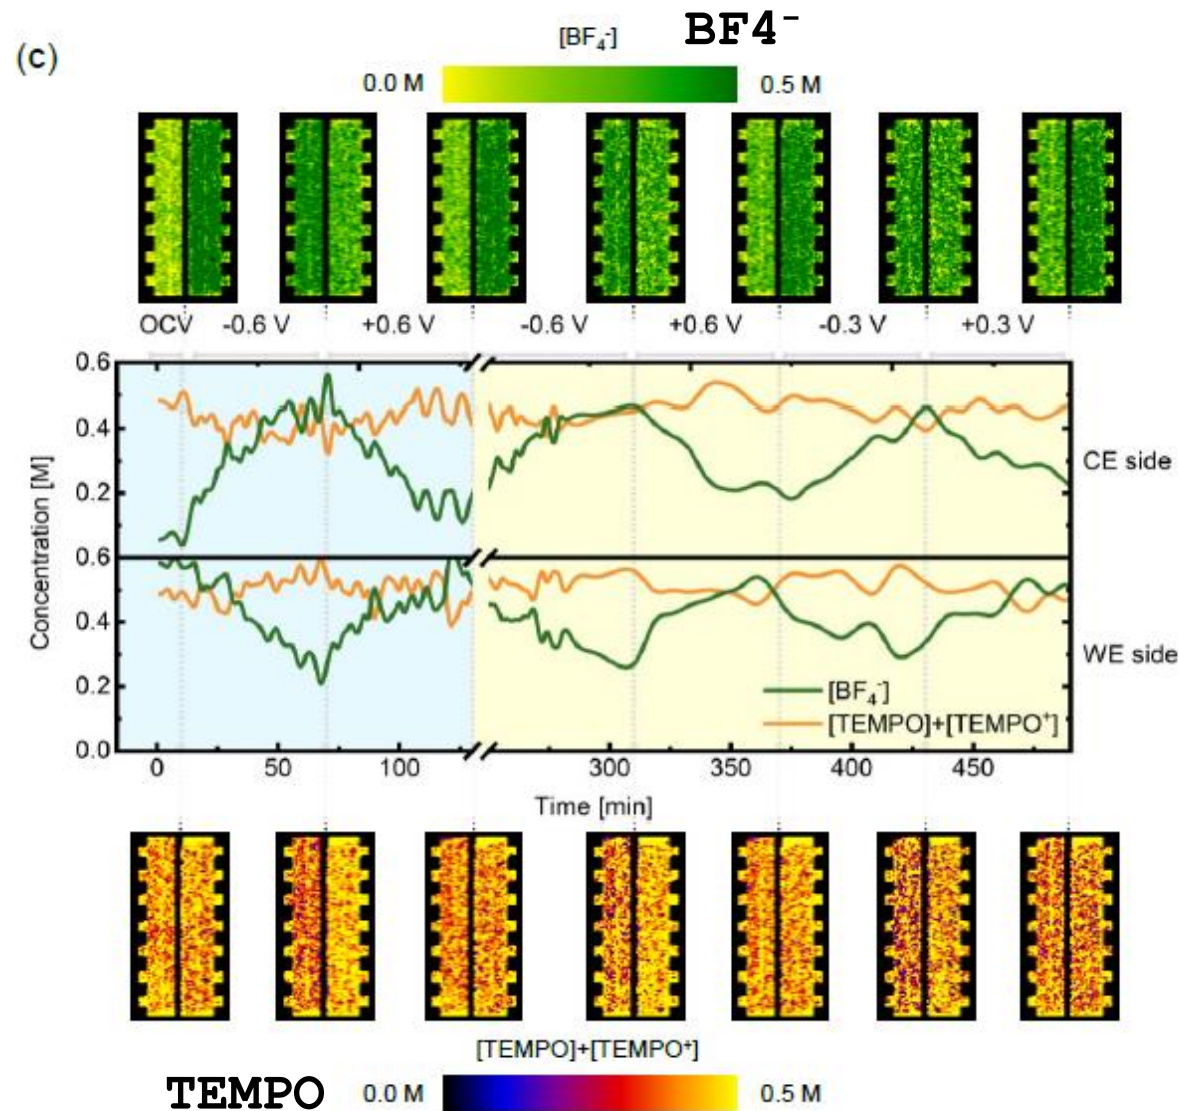 (c)
[BF₄⁻] BF4⁻
0.0 M 0.5 M
OCV -0.6 V +0.6 V -0.6 V +0.6 V -0.3 V +0.3 V
0.6
0.4
0.2
0.6
0.4
0.2
0.0
Concentration [M]
CE side
WE side
[BF₄⁻]
[TEMPO]+[TEMPO⁺]
0 50 100 300 350 400 450
Time [min]
[TEMPO]+[TEMPO⁺]
TEMPO 0.0 M 0.5 M